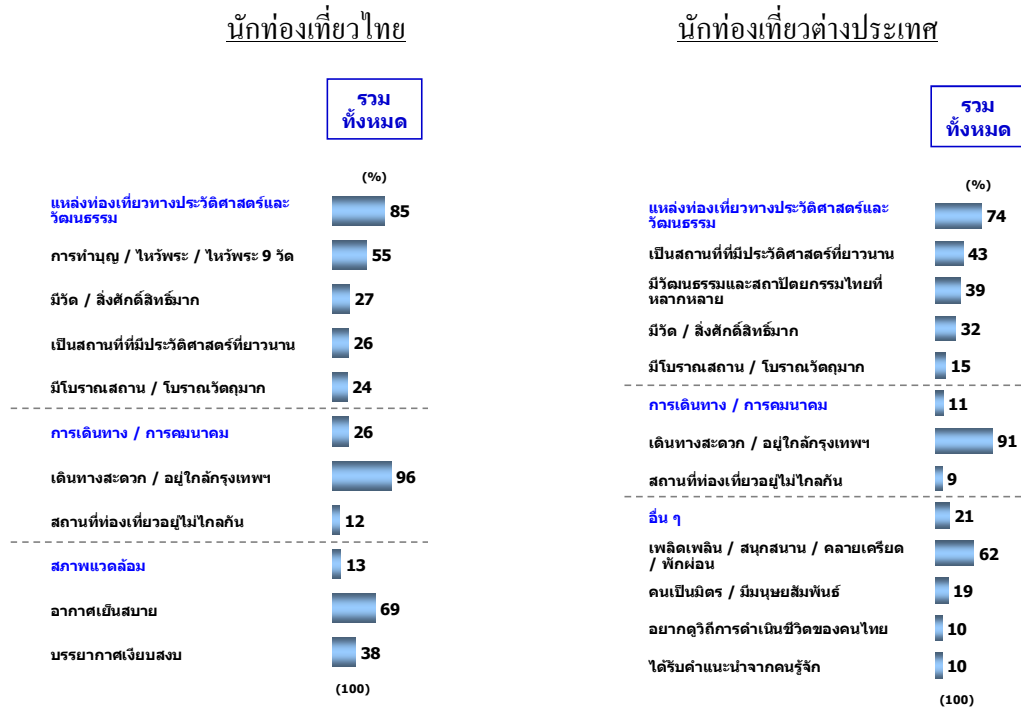 นักท่องเที่ยวไทย
รวม
ทั้งหมด
(%)
แหล่งท่องเที่ยวทางประวัติศาสตร์และ
วัฒนธรรม
85
การทำบุญ / ไหว้พระ / ไหว้พระ 9 วัด
55
มีวัด / สิ่งศักดิ์สิทธิ์มาก
27
เป็นสถานที่ที่มีประวัติศาสตร์ที่ยาวนาน
26
มีโบราณสถาน / โบราณวัตถุมาก
24
การเดินทาง / การคมนาคม
26
เดินทางสะดวก / อยู่ใกล้กรุงเทพฯ
96
สถานที่ท่องเที่ยวอยู่ไม่ไกลกัน
12
สภาพแวดล้อม
13
อากาศเย็นสบาย
69
บรรยากาศเงียบสงบ
38
(100)
นักท่องเที่ยวต่างประเทศ
รวม
ทั้งหมด
(%)
แหล่งท่องเที่ยวทางประวัติศาสตร์และ
วัฒนธรรม
74
เป็นสถานที่ที่มีประวัติศาสตร์ที่ยาวนาน
43
มีวัฒนธรรมและสถาปัตยกรรมไทยที่
หลากหลาย
39
มีวัด / สิ่งศักดิ์สิทธิ์มาก
32
มีโบราณสถาน / โบราณวัตถุมาก
15
การเดินทาง / การคมนาคม
11
เดินทางสะดวก / อยู่ใกล้กรุงเทพฯ
91
สถานที่ท่องเที่ยวอยู่ไม่ไกลกัน
9
อื่น ๆ
21
เพลิดเพลิน / สนุกสนาน / คลายเครียด
/ พักผ่อน
62
คนเป็นมิตร / มีมนุษยสัมพันธ์
19
อยากดูวิถีการดำเนินชีวิตของคนไทย
10
ได้รับคำแนะนำจากคนรู้จัก
10
(100)